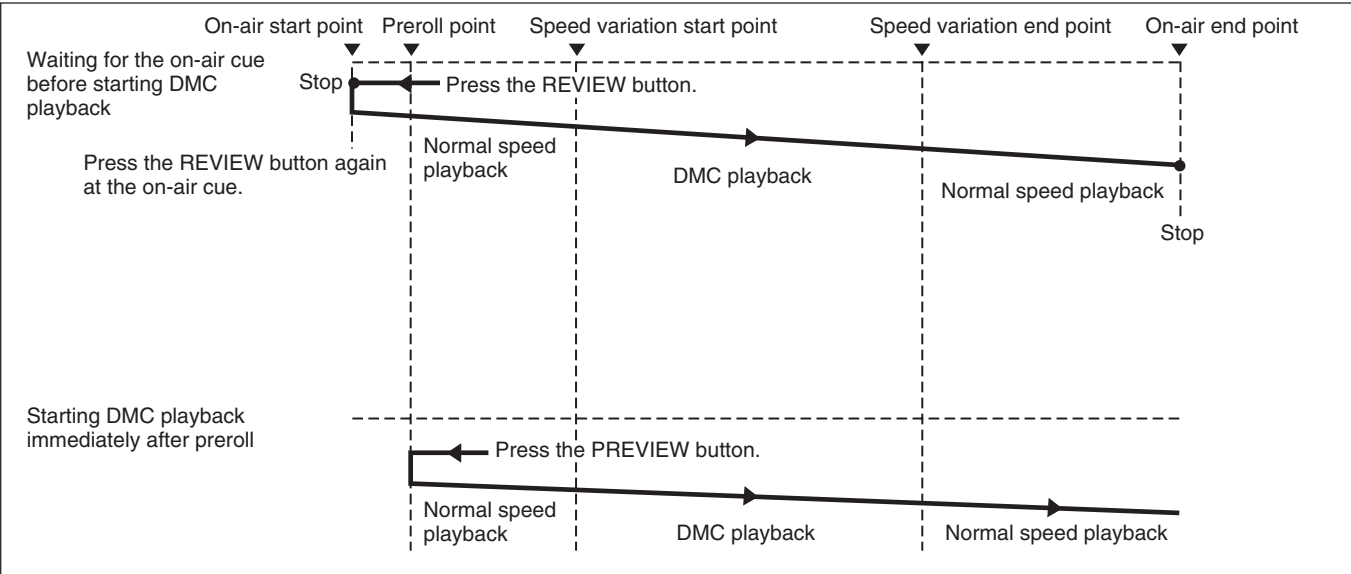 On-air start point
Preroll point
Speed variation start point
Speed variation end point
On-air end point
Waiting for the on-air cue
before starting DMC
playback
Stop
Press the REVIEW button.
Press the REVIEW button again
at the on-air cue.
Normal speed
playback
DMC playback
Normal speed playback
Stop
Starting DMC playback
immediately after preroll
Press the PREVIEW button.
Normal speed
playback
DMC playback
Normal speed playback